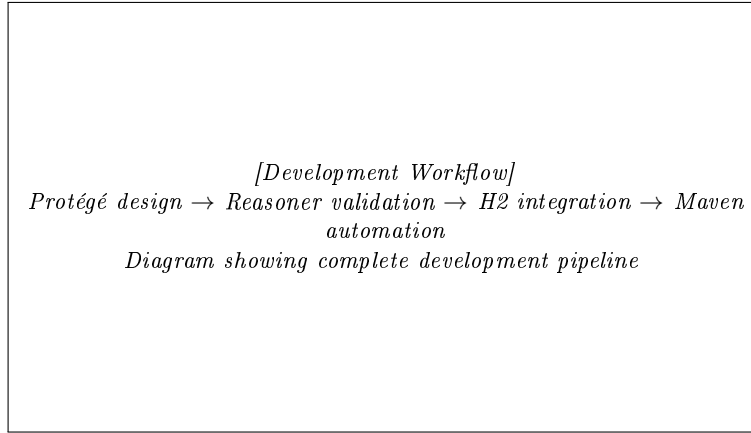 [Development Workflow]
Protégé design → Reasoner validation → H2 integration → Maven
automation
Diagram showing complete development pipeline